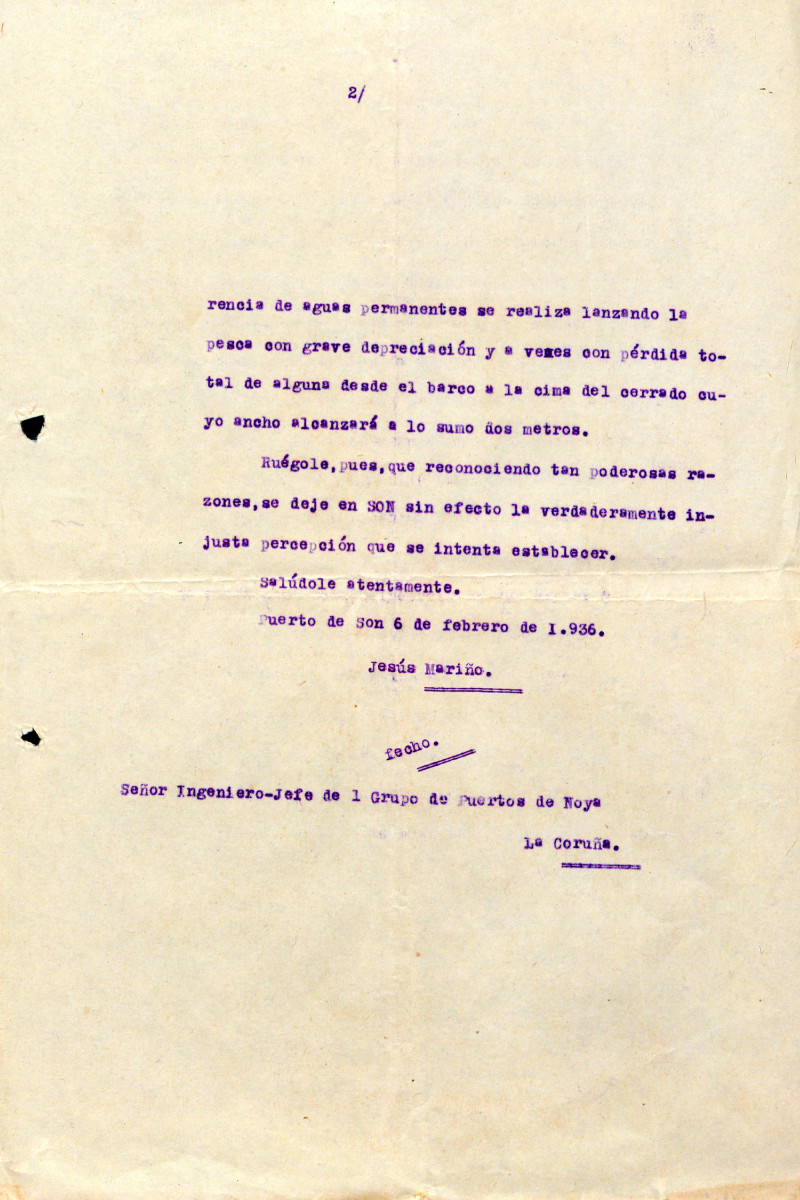 2/
rencia de aguas permanentes se realiza lanzando la
pesca con grave depreciación y a veces con pérdida to-
tal de alguna desde el barco a la cima del cerrado cu-
yo ancho alcanzará a lo sumo dos metros.
Ruégole,pues,que reconociendo tan poderosas ra-
zones,se deje en SON sin efecto la verdaderamente in-
justa percepción que se intenta establecer.
Salúdole atentamente.
Puerto de Son 6 de febrero de I.936.
Jesús Mariño.
fecho.
Señor Ingeniero-Jefe de l Grupo de Puertos de Noya
La Coruña.